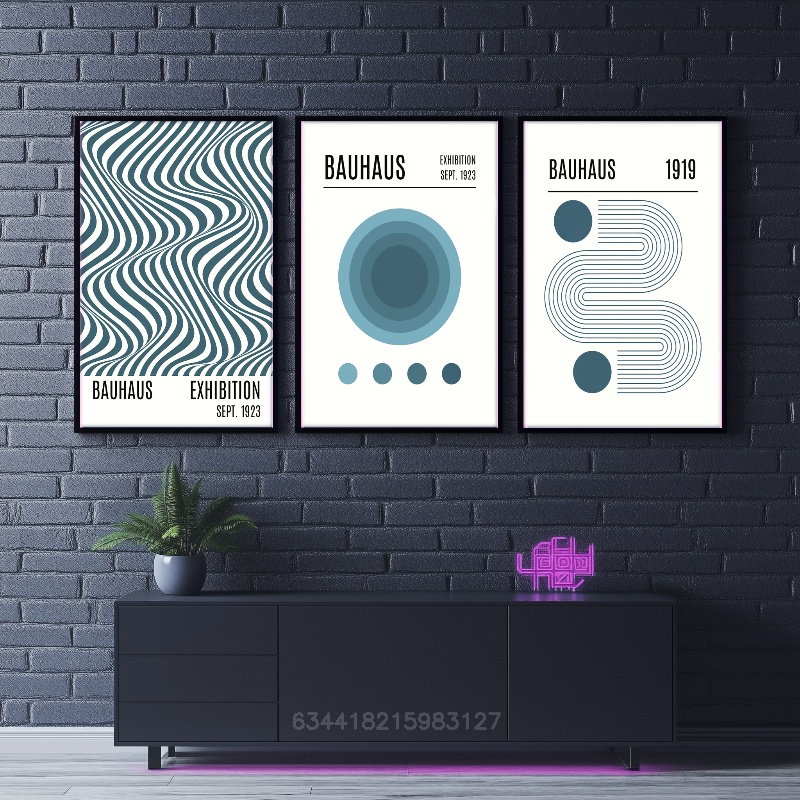 BAUHAUS EXHIBITION
SEPT. 1923
BAUHAUS
EXHIBITION
SEPT. 1923
BAUHAUS 1919
634418215983127